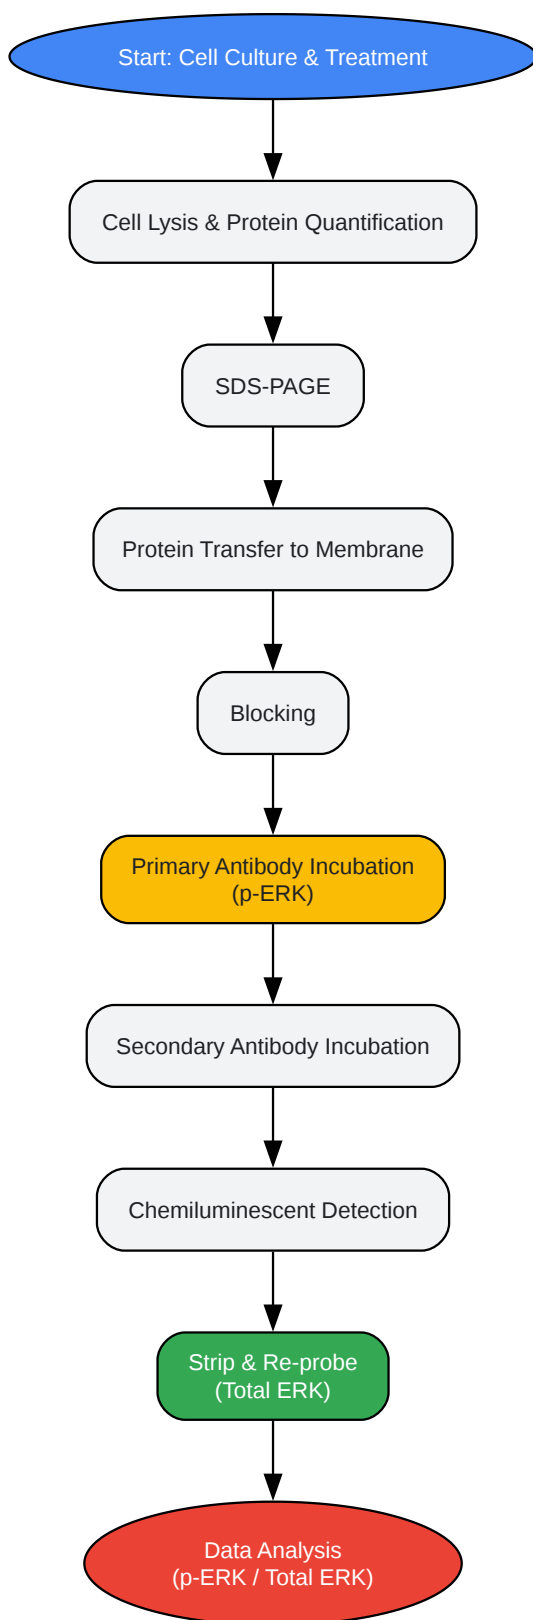 Start: Cell Culture & Treatment
Cell Lysis & Protein Quantification
SDS-PAGE
Protein Transfer to Membrane
Blocking
Primary Antibody Incubation
(p-ERK)
Secondary Antibody Incubation
Chemiluminescent Detection
Strip & Re-probe
(Total ERK)
Data Analysis
(p-ERK / Total ERK)